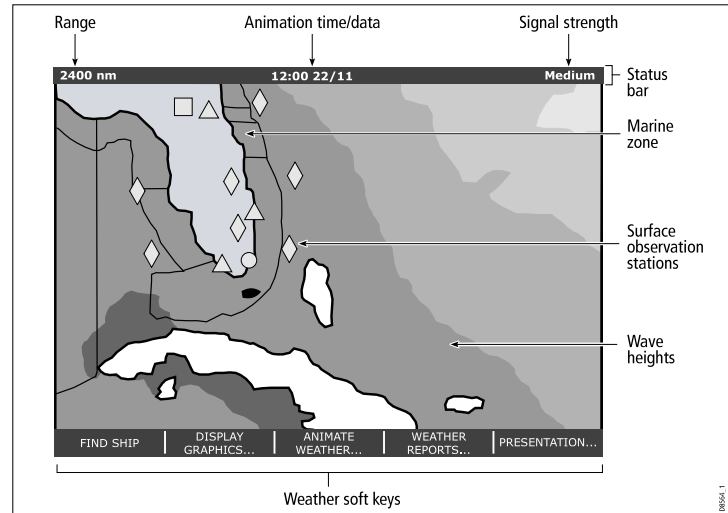 Range
Animation time/data
Signal strength
2400 nm
12:00 22/11
Medium
Status
bar
Marine
zone
Surface
observation
stations
Wave
heights
FIND SHIP
DISPLAY
GRAPHICS...
ANIMATE
WEATHER...
WEATHER
REPORTS...
PRESENTATION...
Weather soft keys
D8564_1